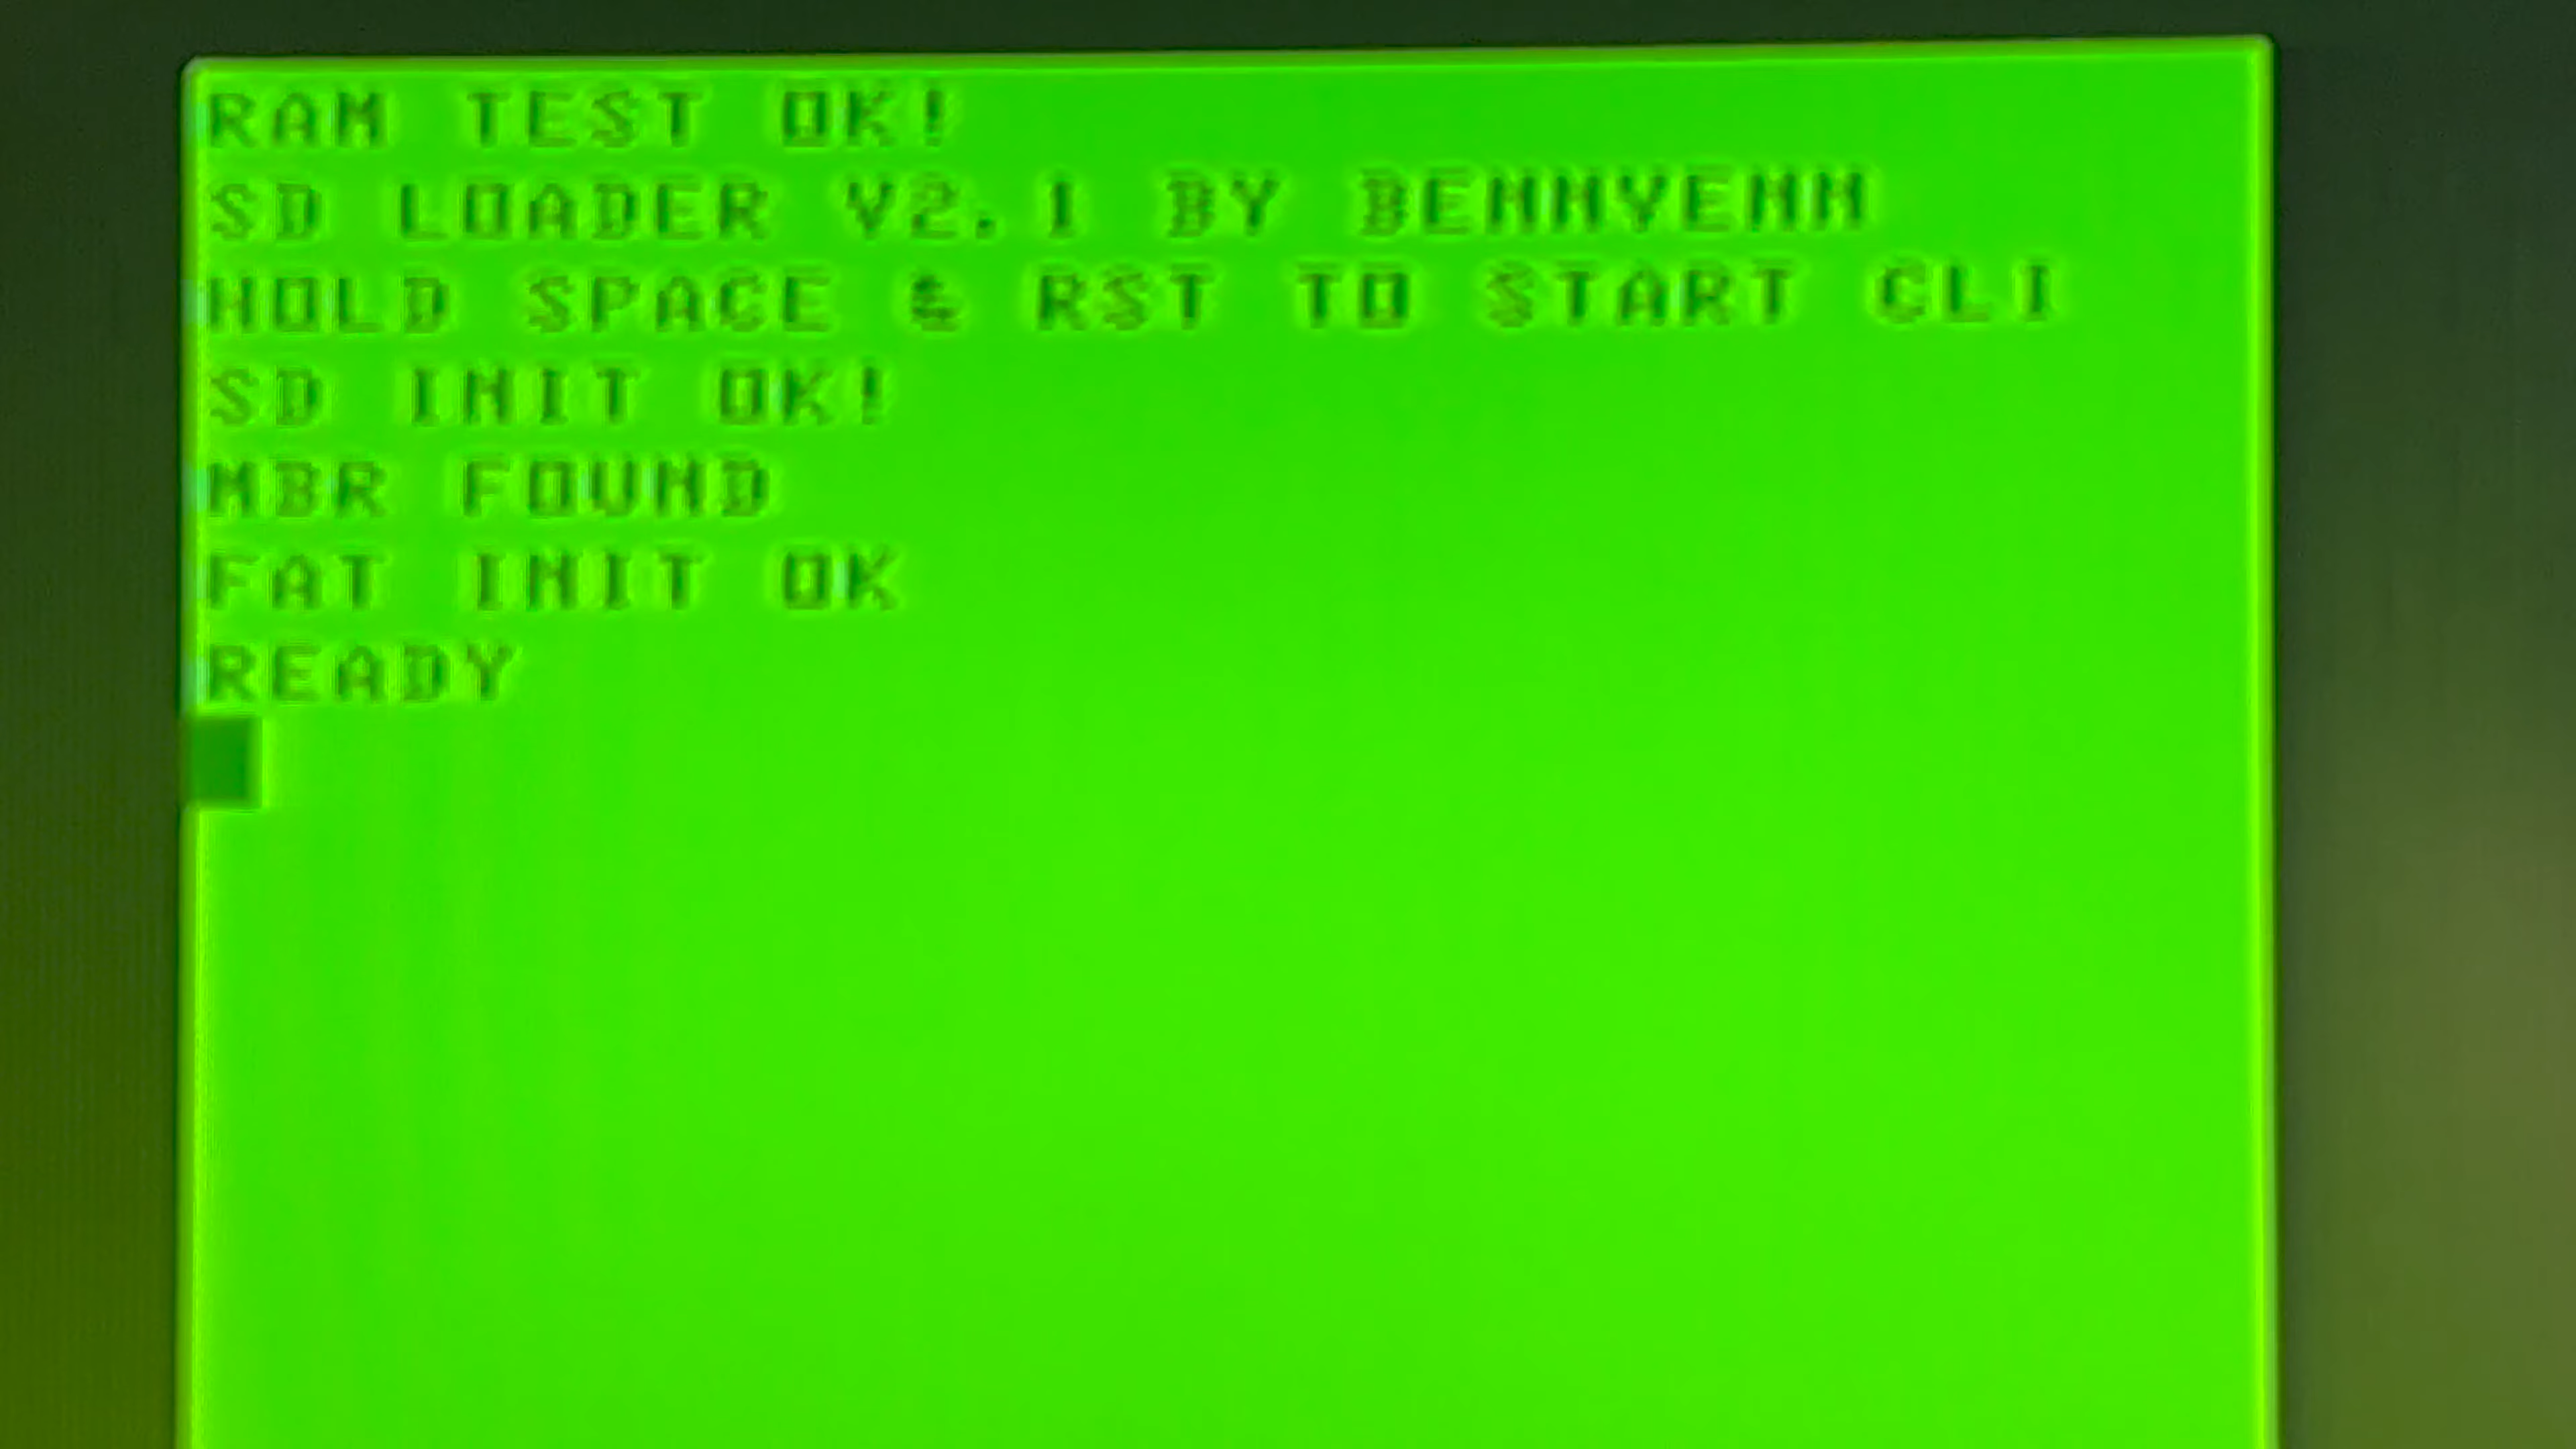 RAM TEST OK!
SD LOADER V2.1 BY BENNVENN
HOLD SPACE & RST TO START CLI
SD INIT OK!
MBR FOUND
FAT INIT OK
READY